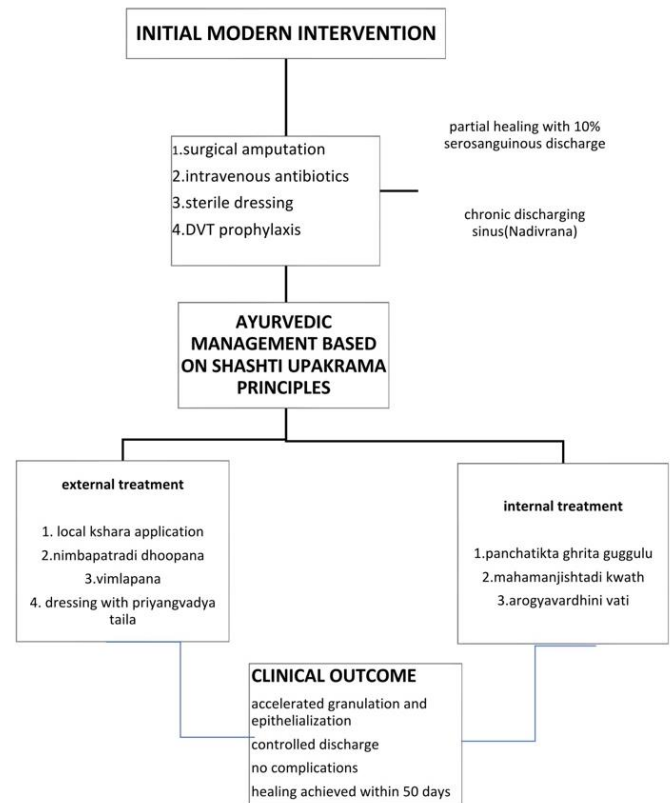 INITIAL MODERN INTERVENTION
1.surgical amputation
2.intravenous antibiotics
3.sterile dressing
4.DVT prophylaxis
partial healing with 10%
serosanguinous discharge
chronic discharging
sinus(Nadivrana)
AYURVEDIC
MANAGEMENT BASED
ON SHASHTI UPAKRAMA
PRINCIPLES
external treatment
1. local kshara application
2.nimbapatradi dhoopana
3.vimlapana
4. dressing with priyangvadya
taila
internal treatment
1.panchatikta ghrita guggulu
2.mahamanjishtadi kwath
3.arogyavardhini vati
CLINICAL OUTCOME
accelerated granulation and
epithelialization
controlled discharge
no complications
healing achieved within 50 days